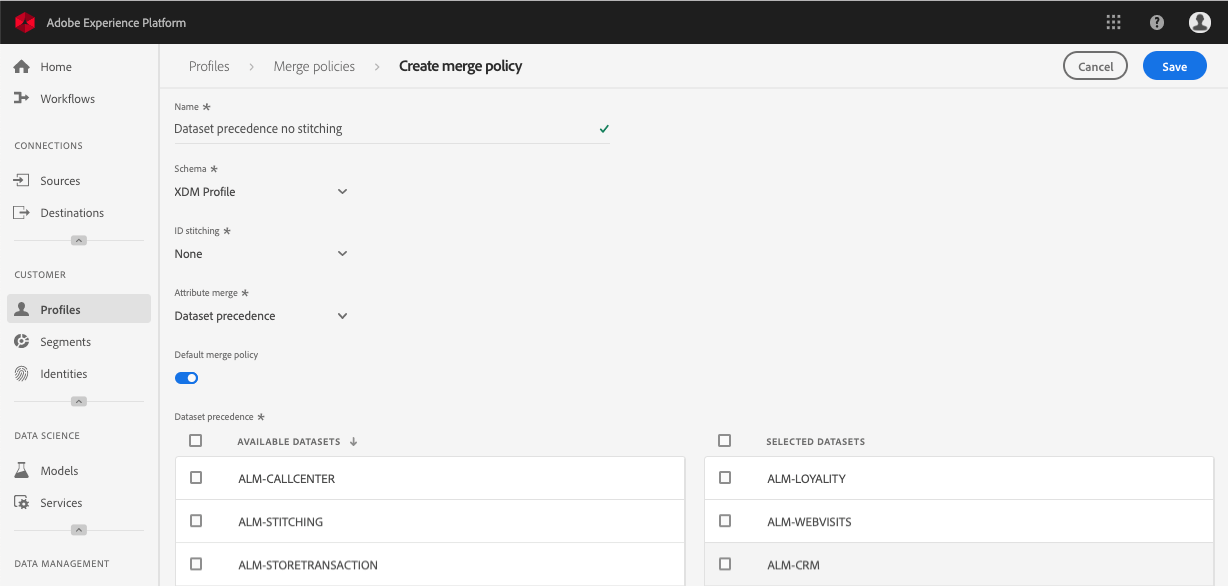 Adobe Experience Platform
Home
Workflows
CONNECTIONS
Sources
Destinations
CUSTOMER
Profiles
Segments
Identities
DATA SCIENCE
Models
Services
DATA MANAGEMENT
Profiles > Merge policies > Create merge policy
Cancel
Save
Name *
Dataset precedence no stitching
Schema *
XDM Profile
ID stitching *
None
Attribute merge *
Dataset precedence
Default merge policy
Dataset precedence *
AVAILABLE DATASETS ↓
ALM-CALLCENTER
ALM-STITCHING
ALM-STORETRANSACTION
SELECTED DATASETS
ALM-LOYALITY
ALM-WEBVISITS
ALM-CRM